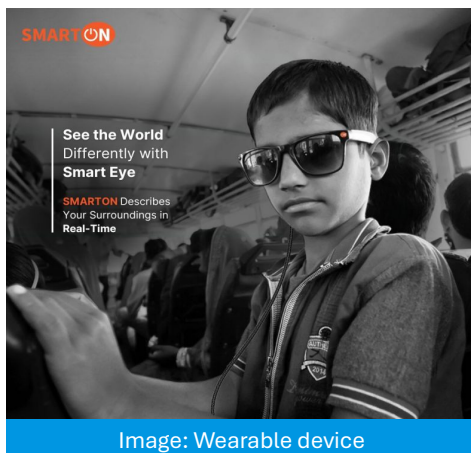 SMARTON
See the World
Differently with
Smart Eye
SMARTON Describes
Your Surroundings in
Real-Time
2014
Image: Wearable device